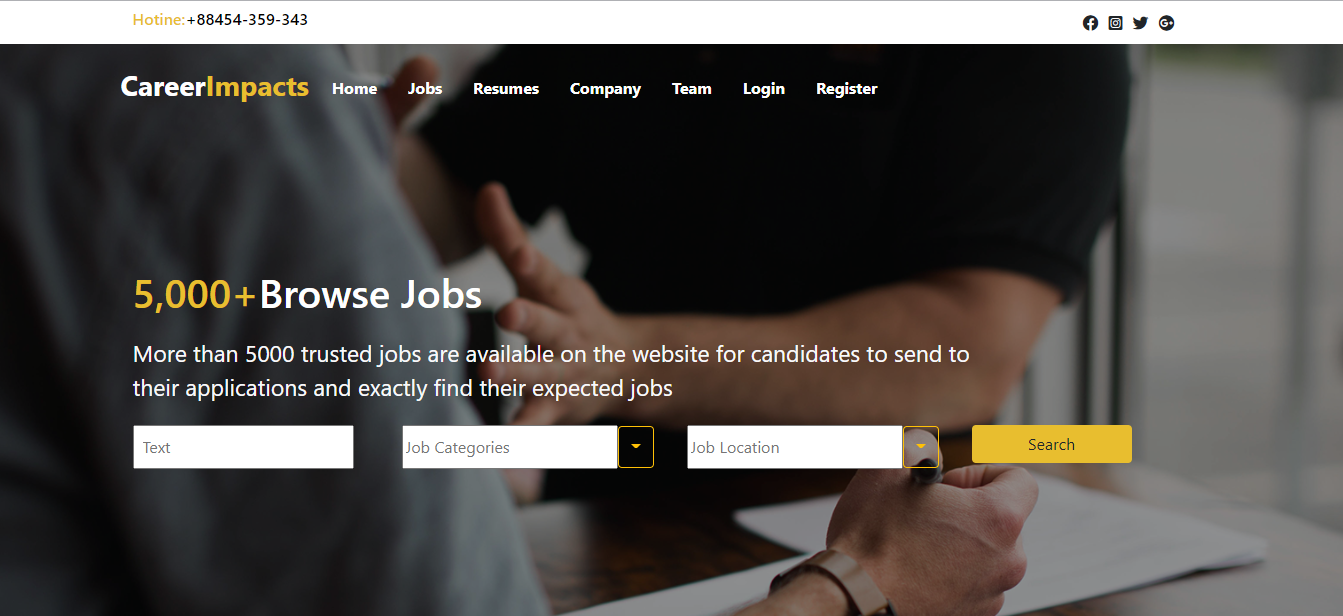 Hotine:+88454-359-343
CareerImpacts Home Jobs Resumes Company Team Login Register
5,000+Browse Jobs
More than 5000 trusted jobs are available on the website for candidates to send to
their applications and exactly find their expected jobs
Text Job Categories Job Location Search